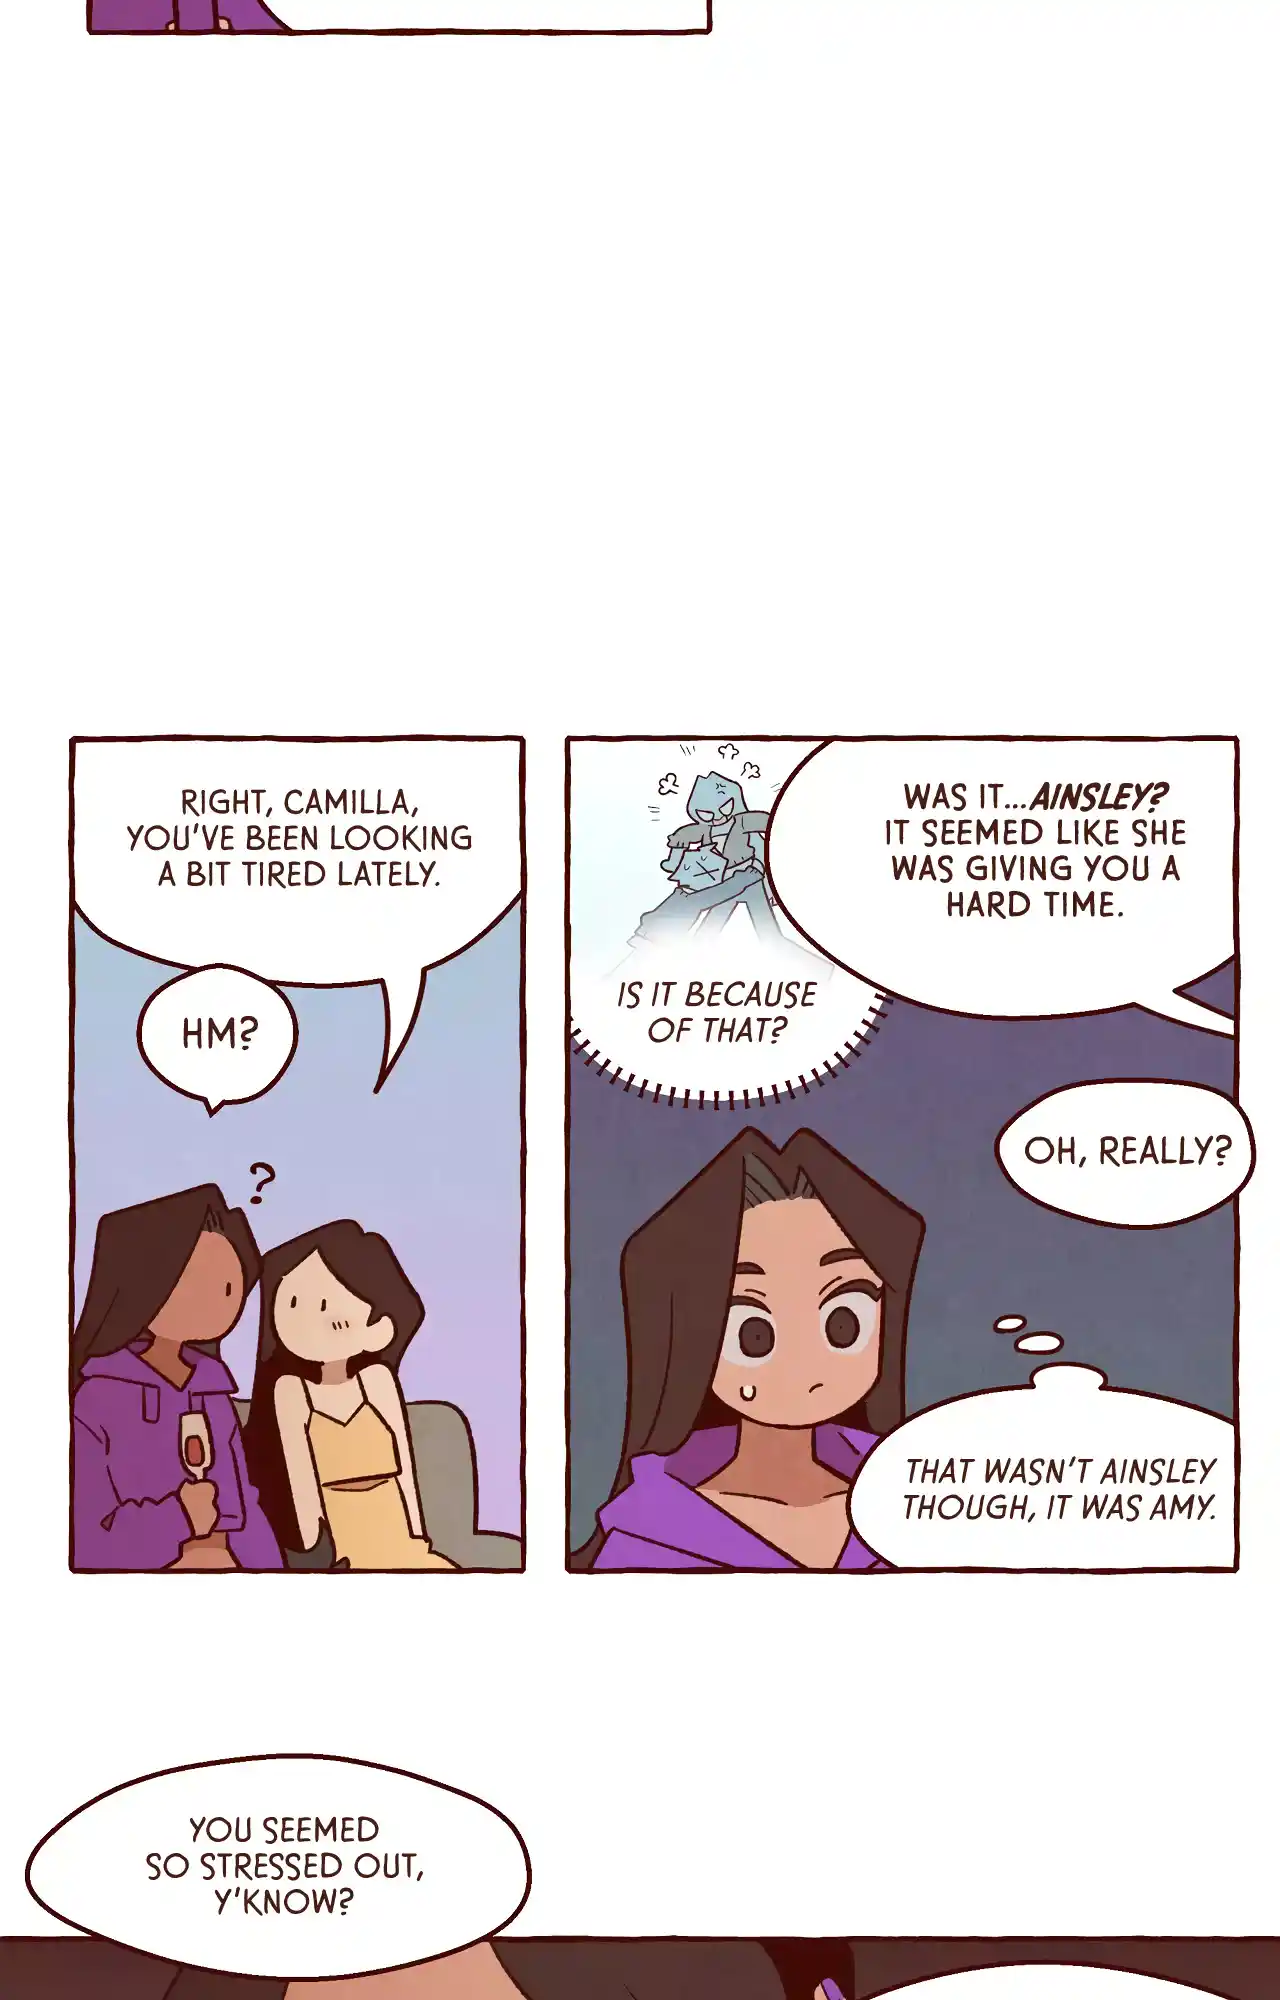 RIGHT, CAMILLA,
YOU'VE BEEN LOOKING
A BIT TIRED LATELY.
HM?
?
WAS IT...AINSLEY?
IT SEEMED LIKE SHE
WAS GIVING YOU A
HARD TIME.
IS IT BECAUSE
OF THAT?
OH, REALLY?
THAT WASN'T AINSLEY
THOUGH, IT WAS AMY.
YOU SEEMED
SO STRESSED OUT,
Y'KNOW?